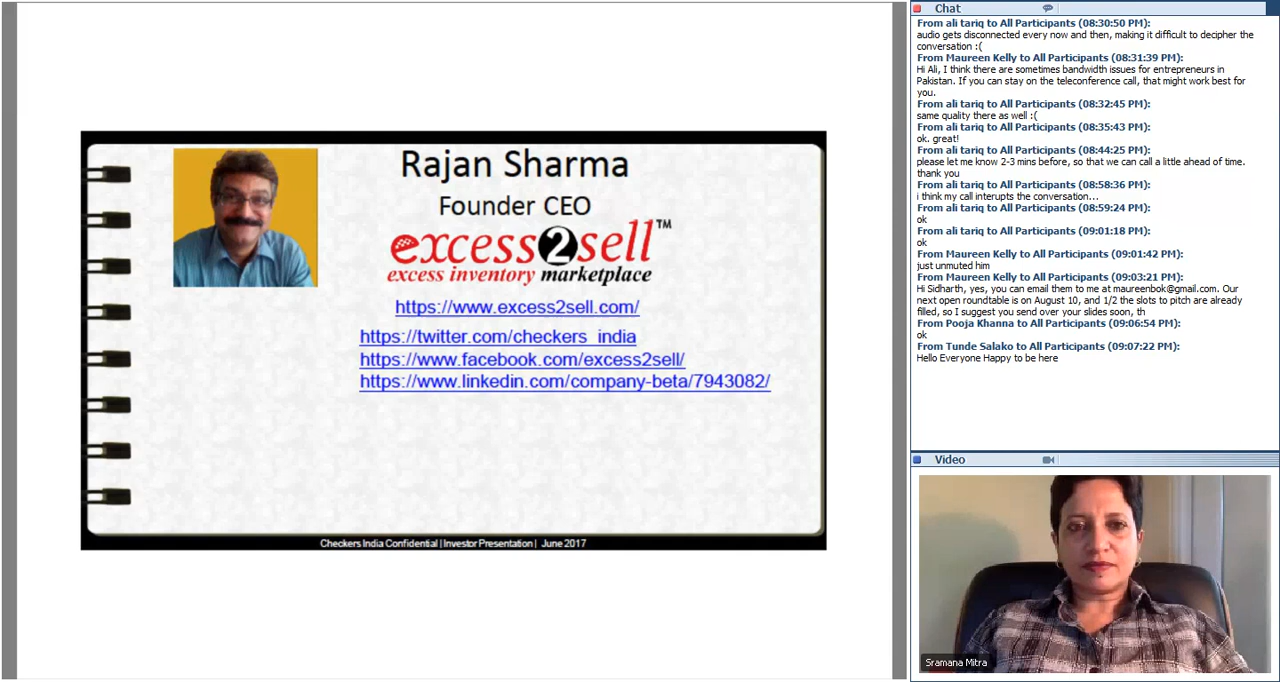 Rajan Sharma
Founder CEO
excess2sell™
excess inventory marketplace
https://www.excess2sell.com/
https://twitter.com/checkers_india
https://www.facebook.com/excess2sell/
https://www.linkedin.com/company-beta/7943082/
Checkers India Confidential | Investor Presentation | June 2017
Chat
From ali tariq to All Participants (08:30:50 PM):
audio gets disconnected every now and then, making it difficult to decipher the
conversation :(
From Maureen Kelly to All Participants (08:31:39 PM):
Hi Ali, I think there are sometimes bandwidth issues for entrepreneurs in
Pakistan. If you can stay on the teleconference call, that might work best for
you.
From ali tariq to All Participants (08:32:45 PM):
same quality there as well :(
From ali tariq to All Participants (08:35:43 PM):
ok. great!
From ali tariq to All Participants (08:44:25 PM):
please let me know 2-3 mins before, so that we can call a little ahead of time.
thank you
From ali tariq to All Participants (08:58:36 PM):
i think my call interupts the conversation...
From ali tariq to All Participants (08:59:24 PM):
ok
From ali tariq to All Participants (09:01:18 PM):
ok
From Maureen Kelly to All Participants (09:01:42 PM):
just unmuted him
From Maureen Kelly to All Participants (09:03:21 PM):
Hi Sidharth, yes, you can email them to me at maureenbok@gmail.com. Our
next open roundtable is on August 10, and 1/2 the slots to pitch are already
filled, so I suggest you send over your slides soon, th
From Pooja Khanna to All Participants (09:06:54 PM):
ok
From Tunde Salako to All Participants (09:07:22 PM):
Hello Everyone Happy to be here
Video
Sramana Mitra